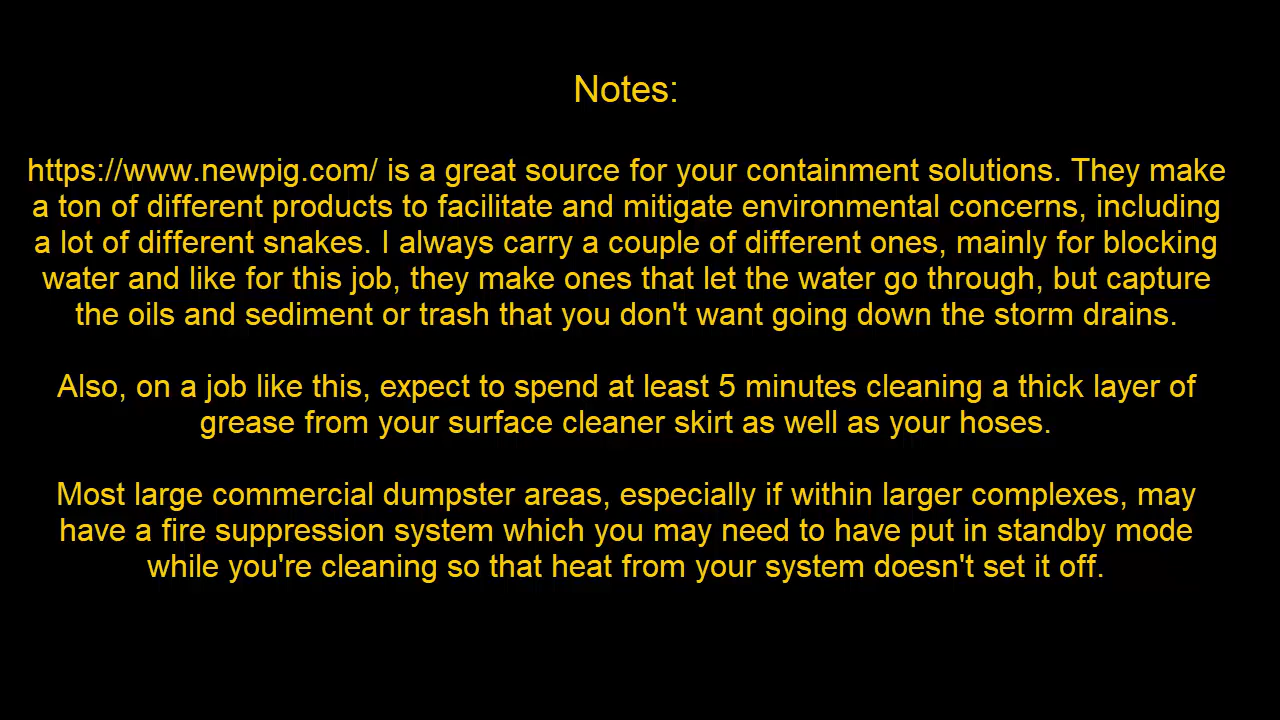 Notes:
https://www.newpig.com/ is a great source for your containment solutions. They make
a ton of different products to facilitate and mitigate environmental concerns, including
a lot of different snakes. I always carry a couple of different ones, mainly for blocking
water and like for this job, they make ones that let the water go through, but capture
the oils and sediment or trash that you don't want going down the storm drains.
Also, on a job like this, expect to spend at least 5 minutes cleaning a thick layer of
grease from your surface cleaner skirt as well as your hoses.
Most large commercial dumpster areas, especially if within larger complexes, may
have a fire suppression system which you may need to have put in standby mode
while you're cleaning so that heat from your system doesn't set it off.